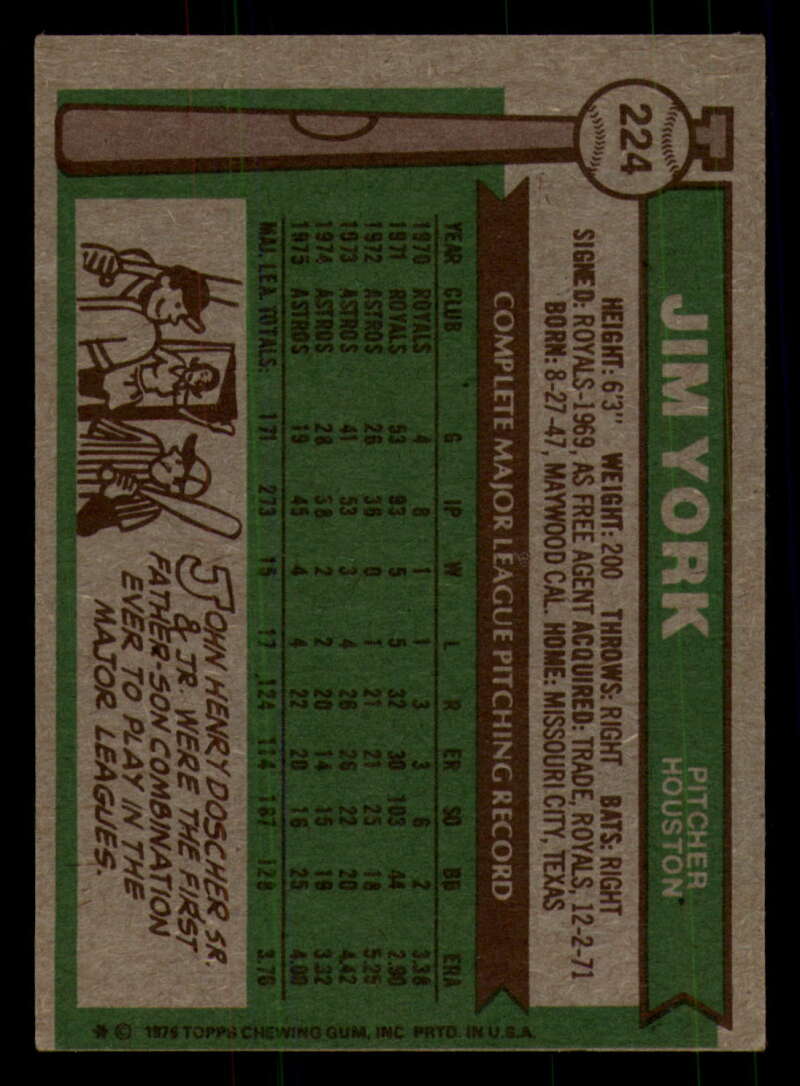 224
JIM YORK
PITCHER
HOUSTON
HEIGHT: 6'3" WEIGHT: 200 THROWS: RIGHT BATS: RIGHT
SIGNED: ROYALS-1969, AS FREE AGENT ACQUIRED: TRADE, ROYALS, 12-2-71
BORN: 8-27-47, MAYWOOD CAL. HOME: MISSOURI CITY, TEXAS
COMPLETE MAJOR LEAGUE PITCHING RECORD
YEAR CLUB G IP W L R ER SO BB ERA
1970 ROYALS 4 8 1 1 3 3 6 2 3.38
1971 ROYALS 53 93 5 5 32 30 103 44 2.90
1972 ASTROS 26 36 0 1 21 21 25 18 5.25
1973 ASTROS 41 53 3 4 26 26 22 20 4.42
1974 ASTROS 28 38 2 2 20 14 15 19 3.32
1975 ASTROS 19 45 4 4 22 20 16 25 4.00
MAJ. LEA. TOTALS: 171 273 15 17 124 114 187 128 3.76
JOHN HENRY DOSCHER SR.
& JR. WERE THE FIRST
FATHER-SON COMBINATION
EVER TO PLAY IN THE
MAJOR LEAGUES.
* © 1976 TOPPS CHEWING GUM, INC PRTD. IN U.S.A.